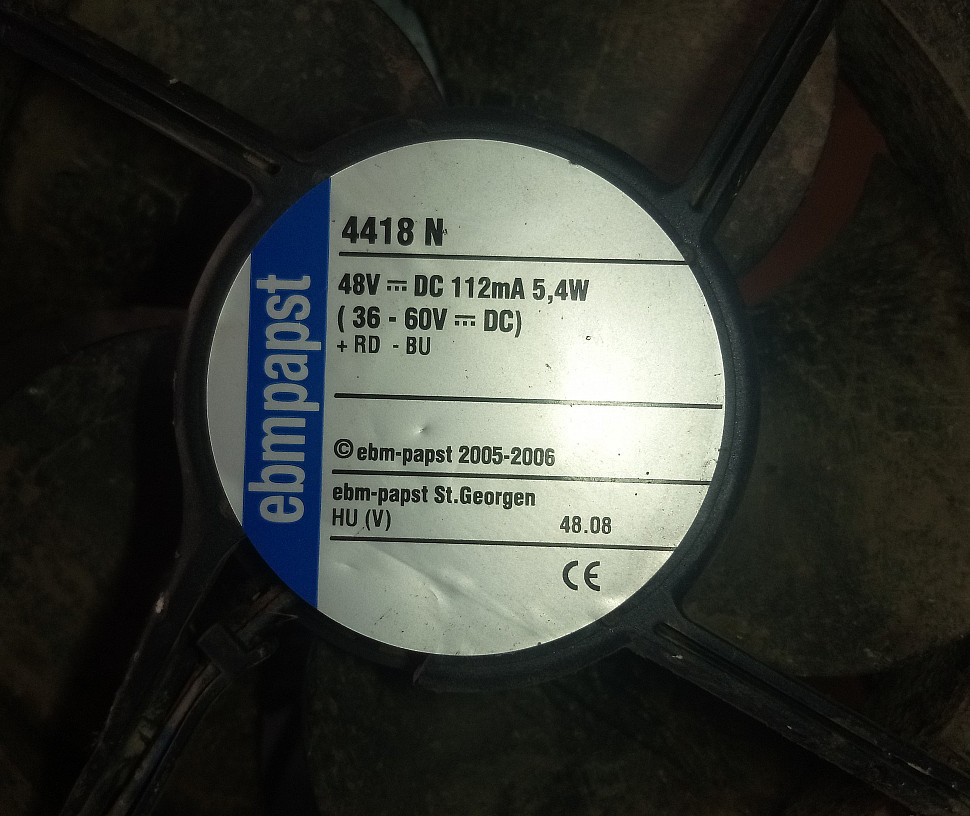 ebmpapst
4418 N
48V ⎓ DC 112mA 5,4W
( 36 - 60V ⎓ DC)
+ RD - BU
© ebm-papst 2005-2006
ebm-papst St.Georgen
HU (V) 48.08
CE